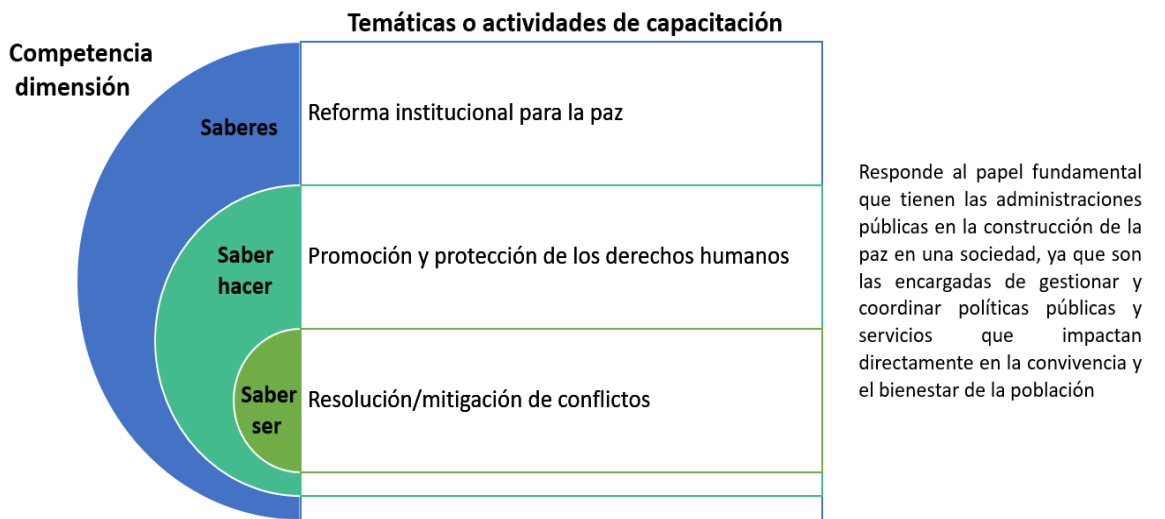 Temáticas o actividades de capacitación
Competencia
dimensión
Saberes
Reforma institucional para la paz
Saber
hacer
Promoción y protección de los derechos humanos
Saber
ser
Resolución/mitigación de conflictos
Responde al papel fundamental
que tienen las administraciones
públicas en la construcción de la
paz en una sociedad, ya que son
las encargadas de gestionar y
coordinar políticas públicas y
servicios que impactan
directamente en la convivencia y
el bienestar de la población